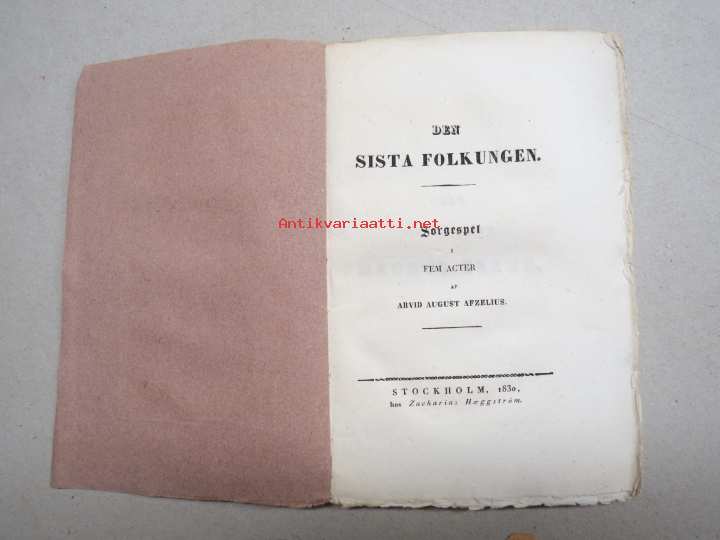 DEN
SISTA FOLKUNGEN.
Antikvariaatti.net
Sorgespel
I
FEM ACTER
AF
ARVID AUGUST AFZELIUS.
STOCKHOLM, 1830,
hos Zacharias Hæggström.